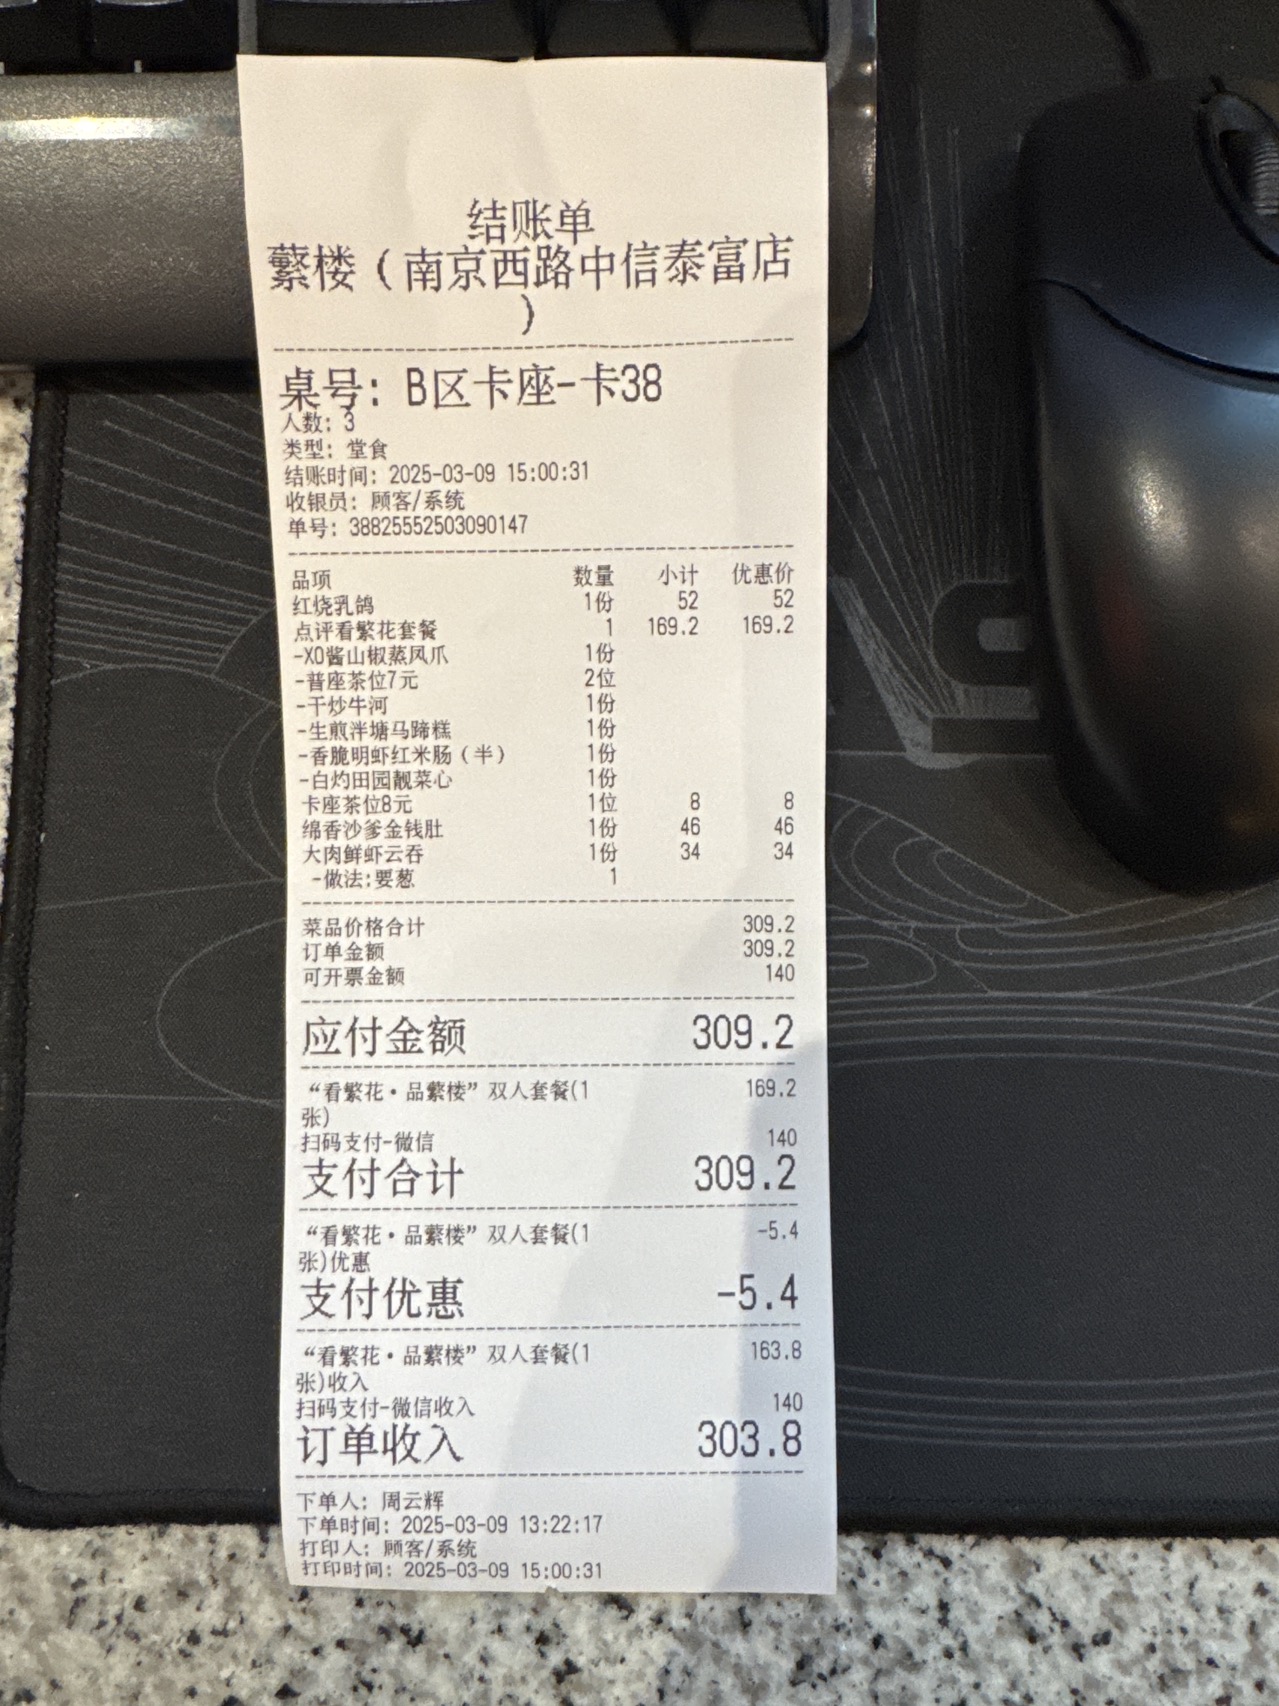 结账单
蘩楼（南京西路中信泰富店
）
桌号: B区卡座-卡38
人数: 3
类型: 堂食
结账时间: 2025-03-09 15:00:31
收银员: 顾客/系统
单号: 38825552503090147
品项 数量 小计 优惠价
红烧乳鸽 1份 52 52
点评看繁花套餐 1 169.2 169.2
-XO酱山椒蒸凤爪 1份
-普座茶位7元 2位
-干炒牛河 1份
-生煎泮塘马蹄糕 1份
-香脆明虾红米肠（半） 1份
-白灼田园靓菜心 1份
卡座茶位8元 1位 8 8
绵香沙爹金钱肚 1份 46 46
大肉鲜虾云吞 1份 34 34
-做法:要葱 1
菜品价格合计 309.2
订单金额 309.2
可开票金额 140
应付金额 309.2
“看繁花·品蘩楼”双人套餐(1 169.2
张)
扫码支付-微信 140
支付合计 309.2
“看繁花·品蘩楼”双人套餐(1 -5.4
张)优惠
支付优惠 -5.4
“看繁花·品蘩楼”双人套餐(1 163.8
张)收入
扫码支付-微信收入 140
订单收入 303.8
下单人: 周云辉
下单时间: 2025-03-09 13:22:17
打印人: 顾客/系统
打印时间: 2025-03-09 15:00:31